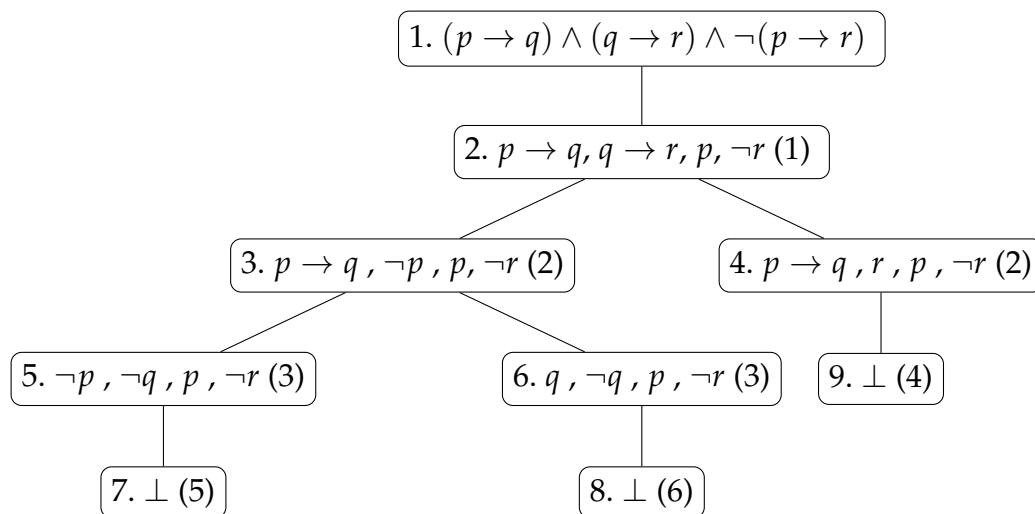 1. (p → q) ∧ (q → r) ∧ ¬(p → r)
2. p → q, q → r, p, ¬r (1)
3. p → q , ¬p , p, ¬r (2)
4. p → q , r , p , ¬r (2)
5. ¬p , ¬q , p , ¬r (3)
6. q , ¬q , p , ¬r (3)
9. ⊥ (4)
7. ⊥ (5)
8. ⊥ (6)